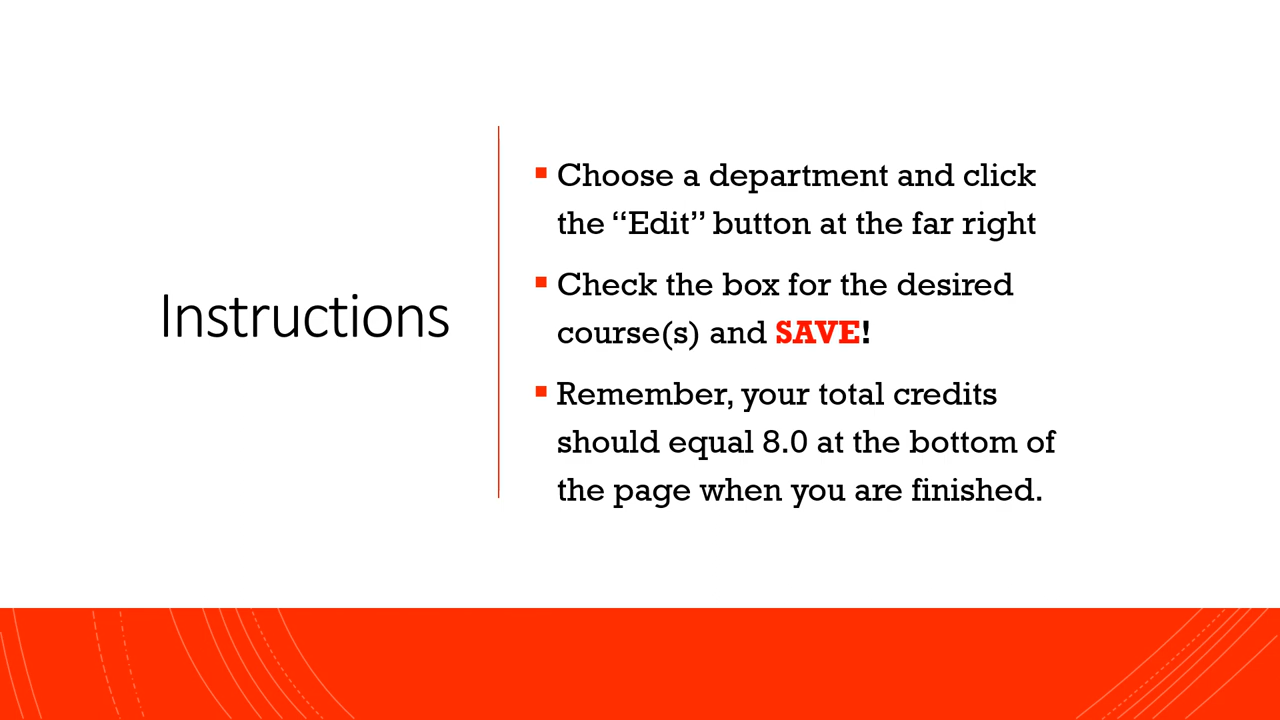 Instructions
▪ Choose a department and click
the “Edit” button at the far right
▪ Check the box for the desired
course(s) and SAVE!
▪ Remember, your total credits
should equal 8.0 at the bottom of
the page when you are finished.